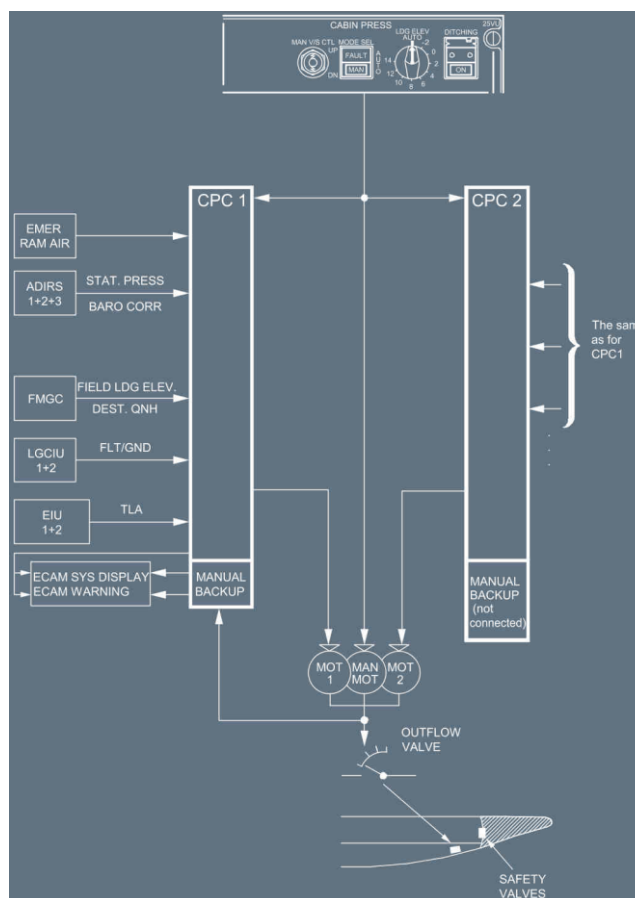 CABIN PRESS
25VU
MAN V/S CTL
MODE SEL
LDG ELEV
AUTO
DITCHING
UP
DN
FAULT
MAN
AUTO
-2
0
2
4
6
8
10
12
14
ON
CPC 1
CPC 2
EMER
RAM AIR
ADIRS
1+2+3
STAT. PRESS
BARO CORR
The sam
as for
CPC1
FMGC
FIELD LDG ELEV.
DEST. QNH
LGCIU
1+2
FLT/GND
EIU
1+2
TLA
ECAM SYS DISPLAY
ECAM WARNING
MANUAL
BACKUP
MANUAL
BACKUP
(not
connected)
MOT
1
MAN
MOT
MOT
2
OUTFLOW
VALVE
SAFETY
VALVES